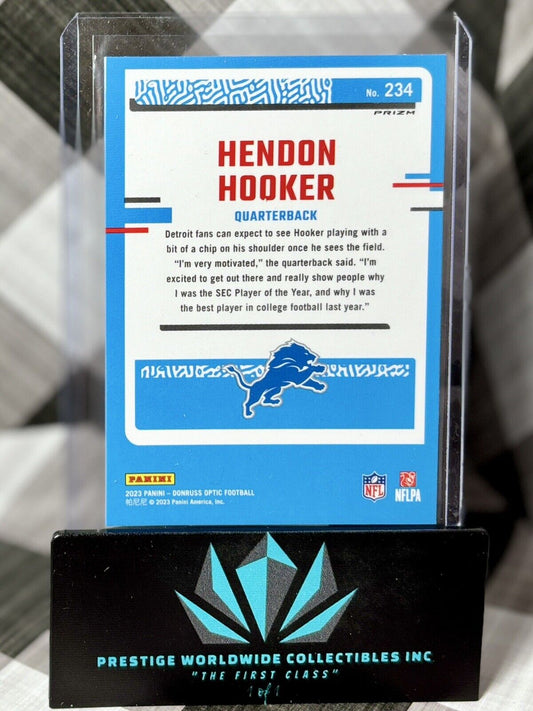 No. 234
PRIZM
HENDON
HOOKER
QUARTERBACK
Detroit fans can expect to see Hooker playing with a
bit of a chip on his shoulder once he sees the field.
“I’m very motivated,” the quarterback said. “I’m
excited to get out there and really show people why
I was the SEC Player of the Year, and why I was
the best player in college football last year.”
PANINI
2023 PANINI – DONRUSS OPTIC FOOTBALL
帕尼尼 © 2023 Panini America, Inc.
NFL
NFLPA
PRESTIGE WORLDWIDE COLLECTIBLES INC
"THE FIRST CLASS"
1 of 1